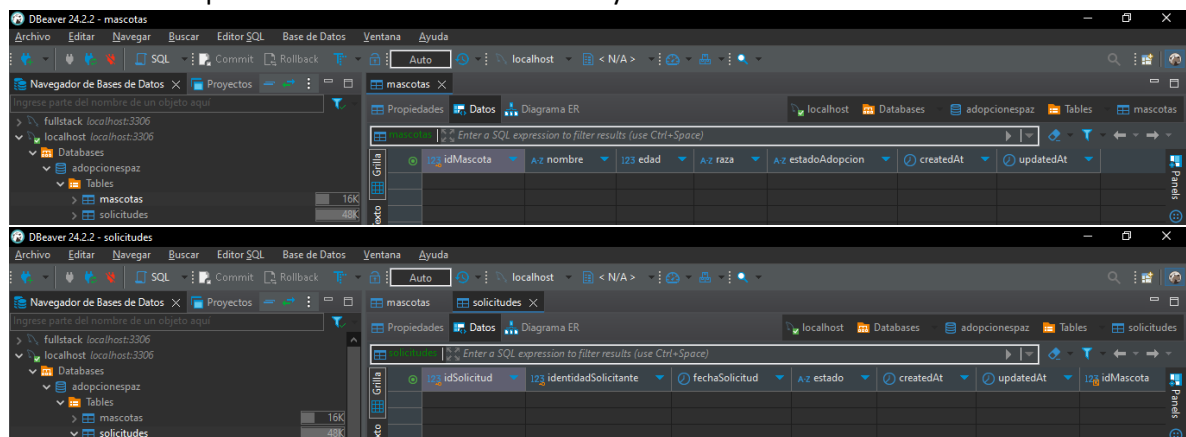 DBeaver 24.2.2 - mascotas
Archivo Editar Navegar Buscar Editor SQL Base de Datos Ventana Ayuda
SQL Commit Rollback Auto localhost < N/A >
Navegador de Bases de Datos Proyectos mascotas
Ingrese parte del nombre de un objeto aquí Propiedades Datos Diagrama ER localhost Databases adopcionespaz Tables mascotas
fullstack localhost:3306
localhost localhost:3306 mascotas Enter a SQL expression to filter results (use Ctrl+Space)
Databases
adopcionespaz Grilla 123 idMascota A-Z nombre 123 edad A-Z raza A-Z estadoAdopcion createdAt updatedAt Panels
Tables
mascotas 16K
solicitudes 48K
DBeaver 24.2.2 - solicitudes
Archivo Editar Navegar Buscar Editor SQL Base de Datos Ventana Ayuda
SQL Commit Rollback Auto localhost < N/A >
Navegador de Bases de Datos Proyectos mascotas solicitudes
Ingrese parte del nombre de un objeto aquí Propiedades Datos Diagrama ER localhost Databases adopcionespaz Tables solicitudes
fullstack localhost:3306
localhost localhost:3306 solicitudes Enter a SQL expression to filter results (use Ctrl+Space)
Databases
adopcionespaz Grilla 123 idSolicitud 123 identidadSolicitante fechaSolicitud A-Z estado createdAt updatedAt 123 idMascota Panels
Tables
mascotas 16K
solicitudes 48K